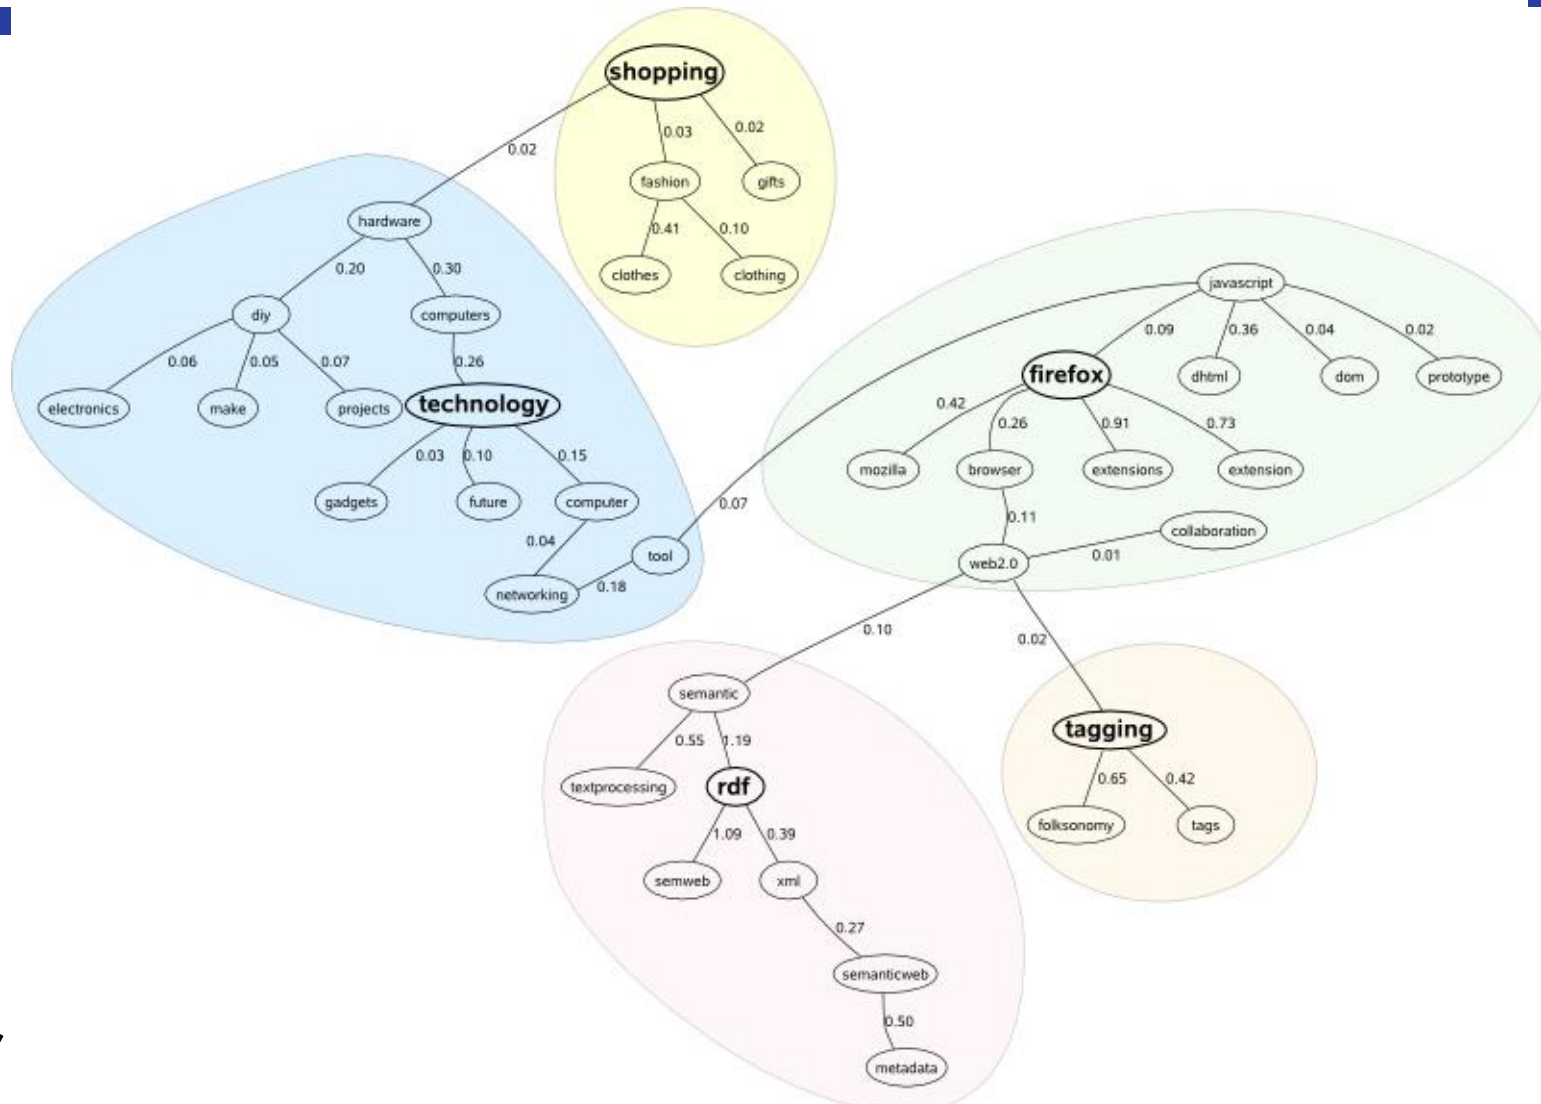 shopping
0.03
0.02
0.02
fashion
gifts
hardware
0.41
0.10
0.20
0.30
clothes
clothing
javascript
diy
computers
0.09
0.36
0.04
0.02
0.06
0.05
0.07
0.26
firefox
dhtml
dom
prototype
electronics
make
projects
technology
0.42
0.26
0.91
0.73
0.03
0.10
0.15
mozilla
browser
extensions
extension
gadgets
future
computer
0.07
0.11
collaboration
0.04
tool
0.01
web2.0
networking
0.18
0.10
0.02
semantic
tagging
0.55
1.19
0.65
0.42
textprocessing
rdf
folksonomy
tags
1.09
0.39
semweb
xml
0.27
semanticweb
0.50
metadata